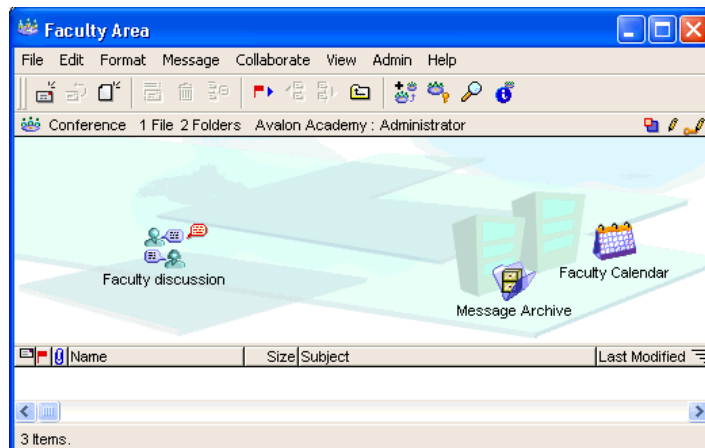 Faculty Area
File Edit Format Message Collaborate View Admin Help
Conference 1 File 2 Folders Avalon Academy : Administrator
Faculty discussion
Faculty Calendar
Message Archive
Name Size Subject Last Modified
3 Items.